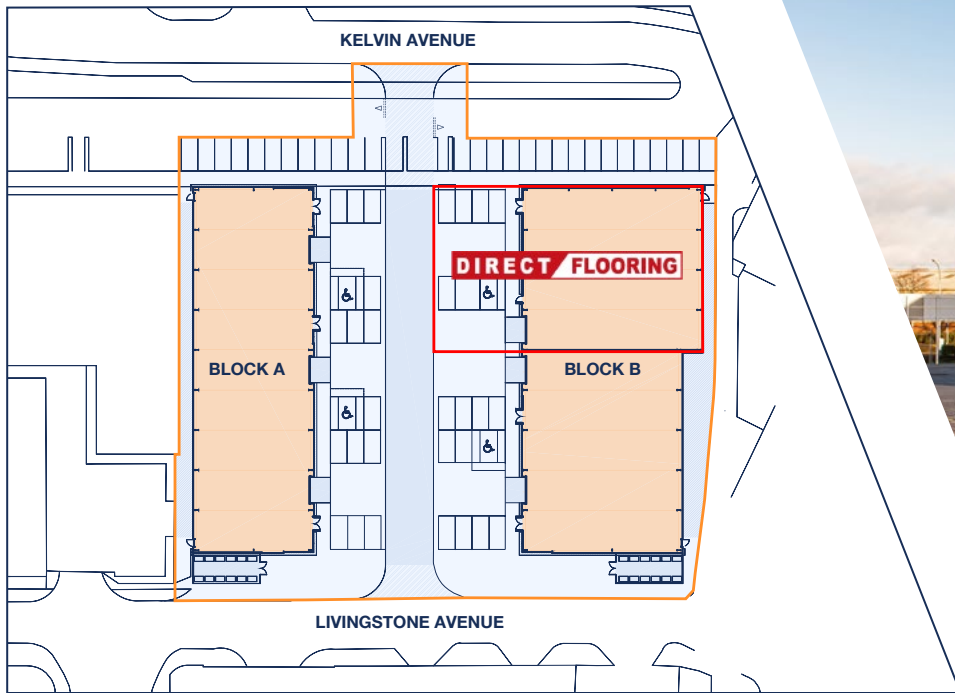 KELVIN AVENUE
DIRECT FLOORING
BLOCK A
BLOCK B
LIVINGSTONE AVENUE